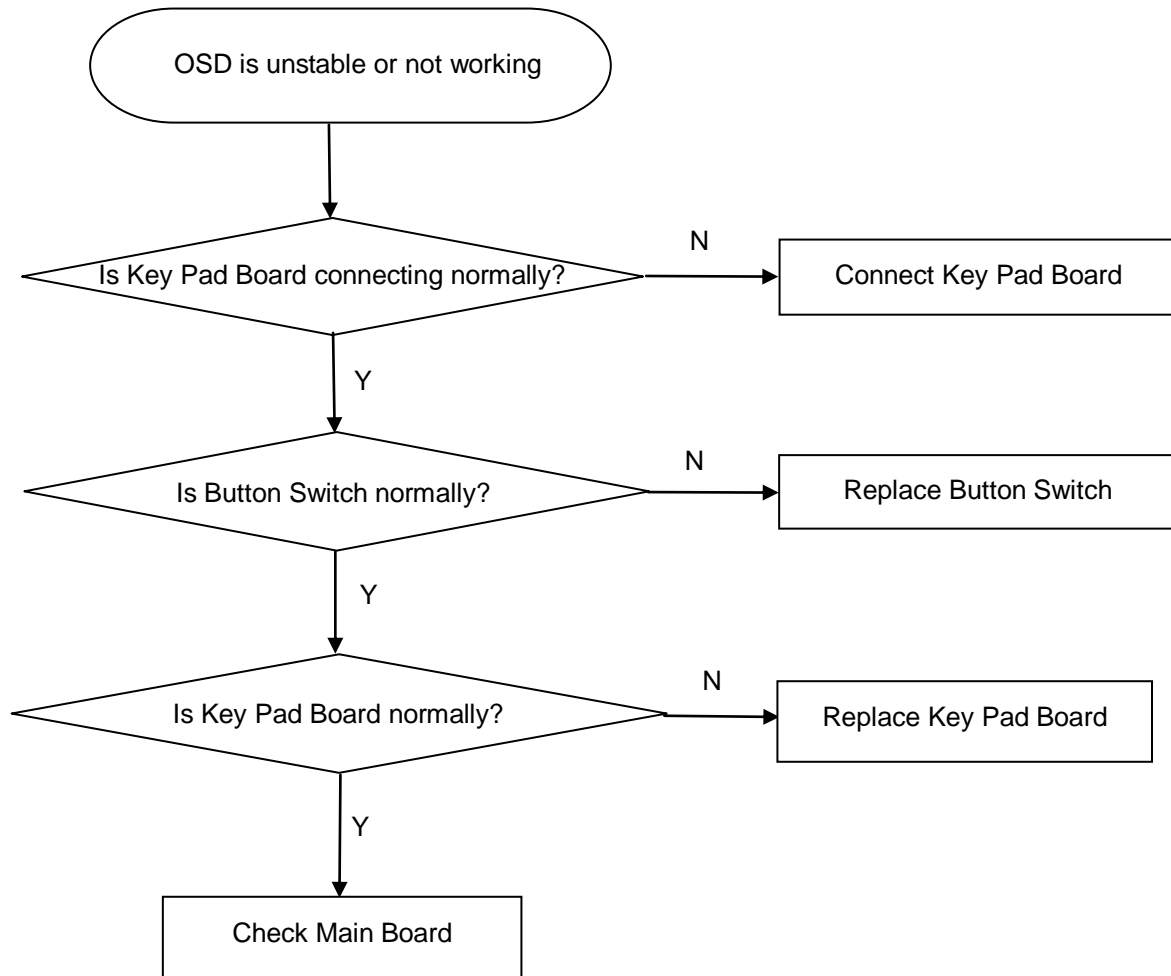 OSD is unstable or not working
Is Key Pad Board connecting normally?
N
Connect Key Pad Board
Y
Is Button Switch normally?
N
Replace Button Switch
Y
Is Key Pad Board normally?
N
Replace Key Pad Board
Y
Check Main Board